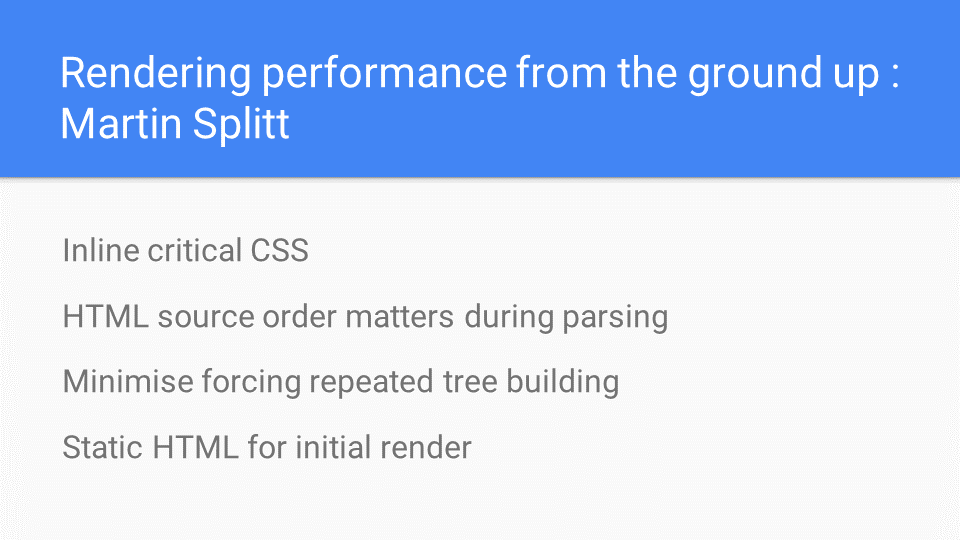 Rendering performance from the ground up :
Martin Splitt
Inline critical CSS
HTML source order matters during parsing
Minimise forcing repeated tree building
Static HTML for initial render